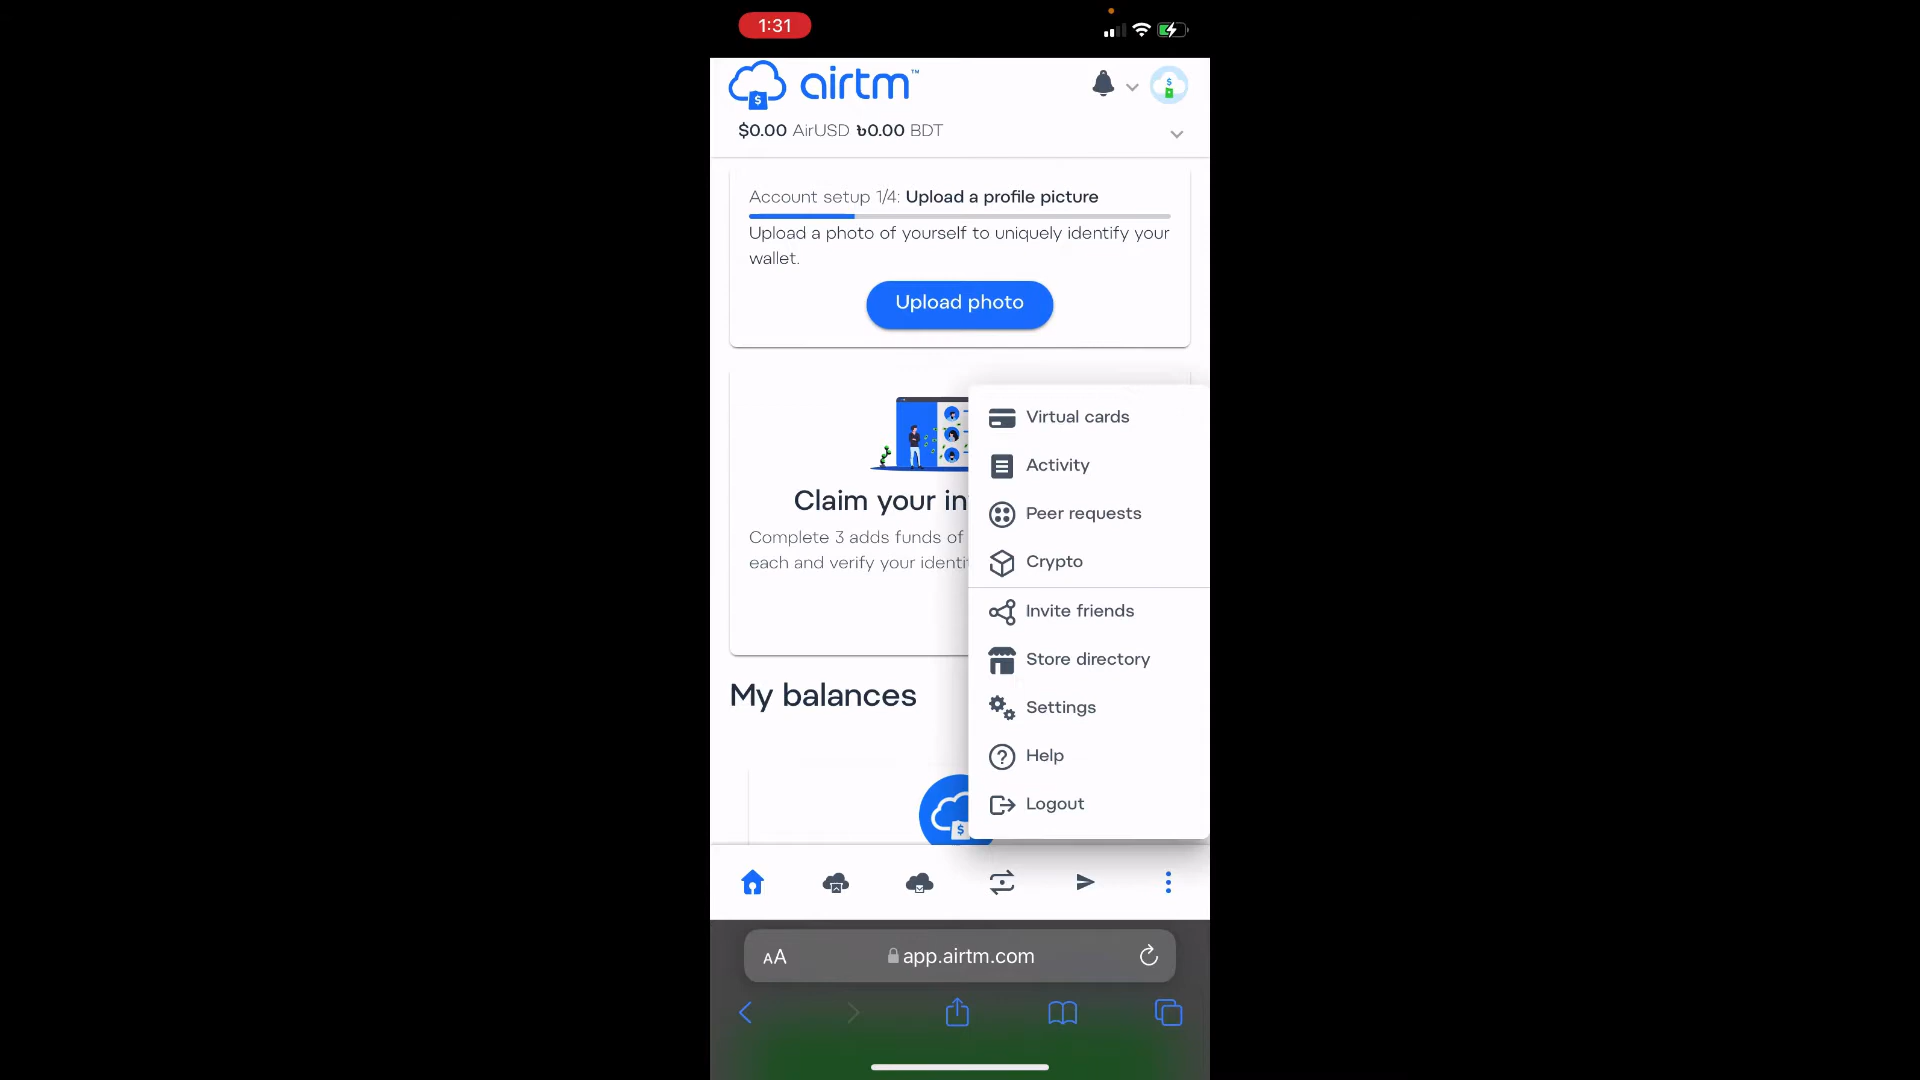 1:31
airtm™
$0.00 AirUSD ৳0.00 BDT
Account setup 1/4: Upload a profile picture
Upload a photo of yourself to uniquely identify your
wallet.
Upload photo
Claim your in
Complete 3 adds funds of
each and verify your identi
My balances
Virtual cards
Activity
Peer requests
Crypto
Invite friends
Store directory
Settings
Help
Logout
AA
app.airtm.com